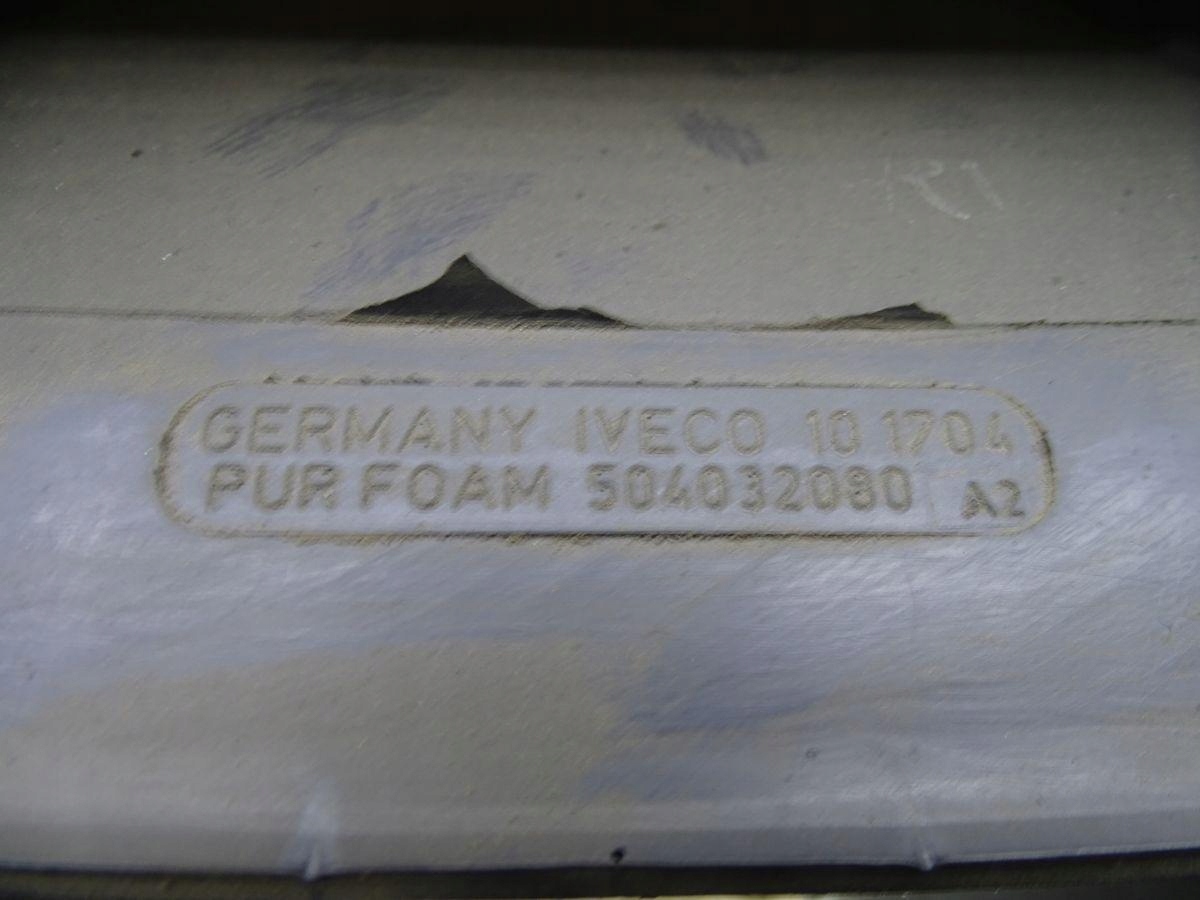 GERMANY IVECO 10 1704
PUR FOAM 504032080 A2